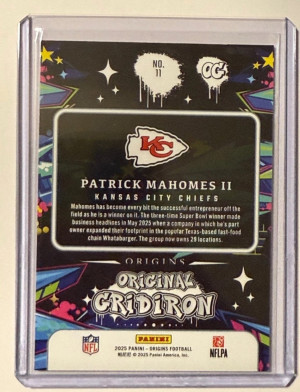 NO.
11
OG
KC
PATRICK MAHOMES II
KANSAS CITY CHIEFS
Mahomes has become every bit the successful entrepreneur off the
field as he is a winner on it. The three-time Super Bowl winner made
business headlines in May 2025 when a company in which he's part
owner expanded their footprint in the popular Texas-based fast-food
chain Whataburger. The group now owns 29 locations.
ORIGINS
ORIGINAL
GRIDIRON
NFL
PANINI
2025 PANINI – ORIGINS FOOTBALL
© 2025 Panini America, Inc.
NFLPA